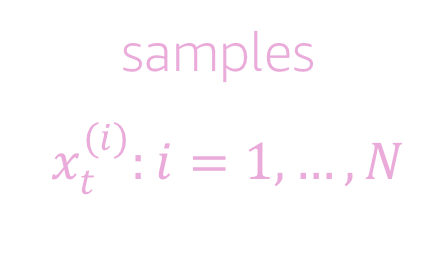 samples
x_t^{(i)}: i = 1, … , N